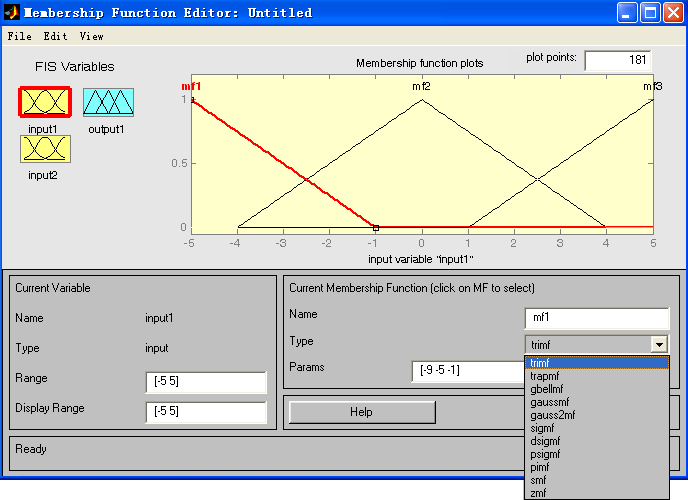 Membership Function Editor: Untitled
File Edit View
FIS Variables
input1
output1
input2
Membership function plots
plot points:
181
mf1
mf2
mf3
1
0.5
0
-5 -4 -3 -2 -1 0 1 2 3 4 5
input variable "input1"
Current Variable
Name input1
Type input
Range [-5 5]
Display Range [-5 5]
Current Membership Function (click on MF to select)
Name mf1
Type trimf
Params [-9 -5 -1]
trimf
trapmf
gbellmf
gaussmf
gauss2mf
sigmf
dsigmf
psigmf
pimf
smf
zmf
Help
Ready